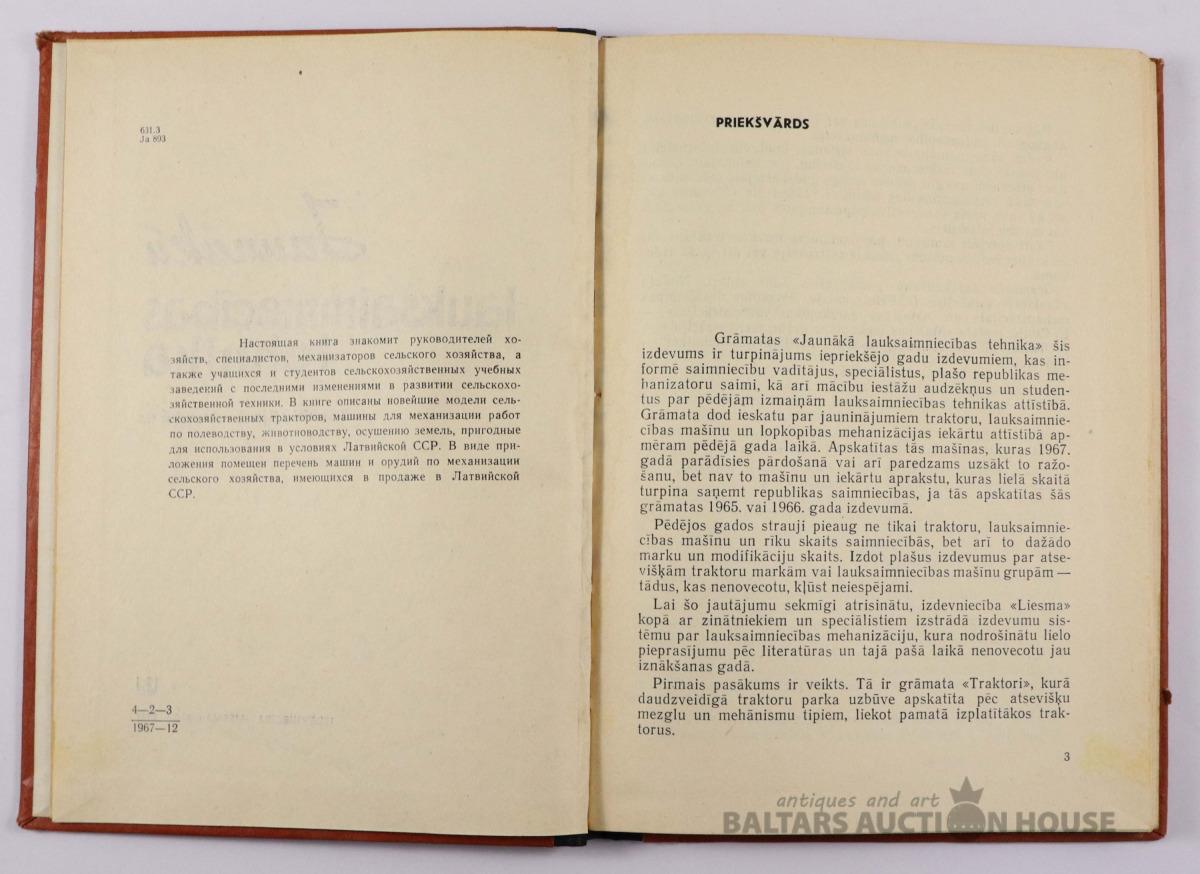 631.3
Ja 893
Настоящая книга знакомит руководителей хо-
зяйств, специалистов, механизаторов сельского хозяйства, а
также учащихся и студентов сельскохозяйственных учебных
заведений с последними изменениями в развитии сельскохо-
зяйственной техники. В книге описаны новейшие модели сель-
скохозяйственных тракторов, машины для механизации работ
по полеводству, животноводству, осушению земель, пригодные
для использования в условиях Латвийской ССР. В виде при-
ложения помещен перечень машин и орудий по механизации
сельского хозяйства, имеющихся в продаже в Латвийской
ССР.
4—2—3
1967—12
PRIEKŠVĀRDS
Grāmatas «Jaunākā lauksaimniecības tehnika» šis
izdevums ir turpinājums iepriekšējo gadu izdevumiem, kas in-
formē saimniecību vadītājus, speciālistus, plašo republikas me-
hanizatoru saimi, kā arī mācību iestāžu audzēkņus un studen-
tus par pēdējām izmaiņām lauksaimniecības tehnikas attīstībā.
Grāmata dod ieskatu par jauninājumiem traktoru, lauksaimnie-
cības mašīnu un lopkopības mehanizācijas iekārtu attīstībā ap-
mēram pēdējā gada laikā. Apskatītas tās mašīnas, kuras 1967.
gadā parādīsies pārdošanā vai arī paredzams uzsākt to ražo-
šanu, bet nav to mašīnu un iekārtu aprakstu, kuras lielā skaitā
turpina saņemt republikas saimniecības, ja tās apskatītas šās
grāmatas 1965. vai 1966. gada izdevumā.
Pēdējos gados strauji pieaug ne tikai traktoru, lauksaimnie-
cības mašīnu un rīku skaits saimniecībās, bet arī to dažādo
marku un modifikāciju skaits. Izdot plašus izdevumus par atse-
višķām traktoru markām vai lauksaimniecības mašīnu grupām —
tādus, kas nenovecotu, kļūst neiespējami.
Lai šo jautājumu sekmīgi atrisinātu, izdevniecība «Liesma»
kopā ar zinātniekiem un speciālistiem izstrādā izdevumu sis-
tēmu par lauksaimniecības mehanizāciju, kura nodrošinātu lielo
pieprasījumu pēc literatūras un tajā pašā laikā nenovecotu jau
iznākšanas gadā.
Pirmais pasākums ir veikts. Tā ir grāmata «Traktori», kurā
daudzveidīgā traktoru parka uzbūve apskatīta pēc atsevišķu
mezglu un mehānismu tipiem, liekot pamatā izplatītākos trak-
torus.
3
antiques and art
BALTARS AUCTION HOUSE